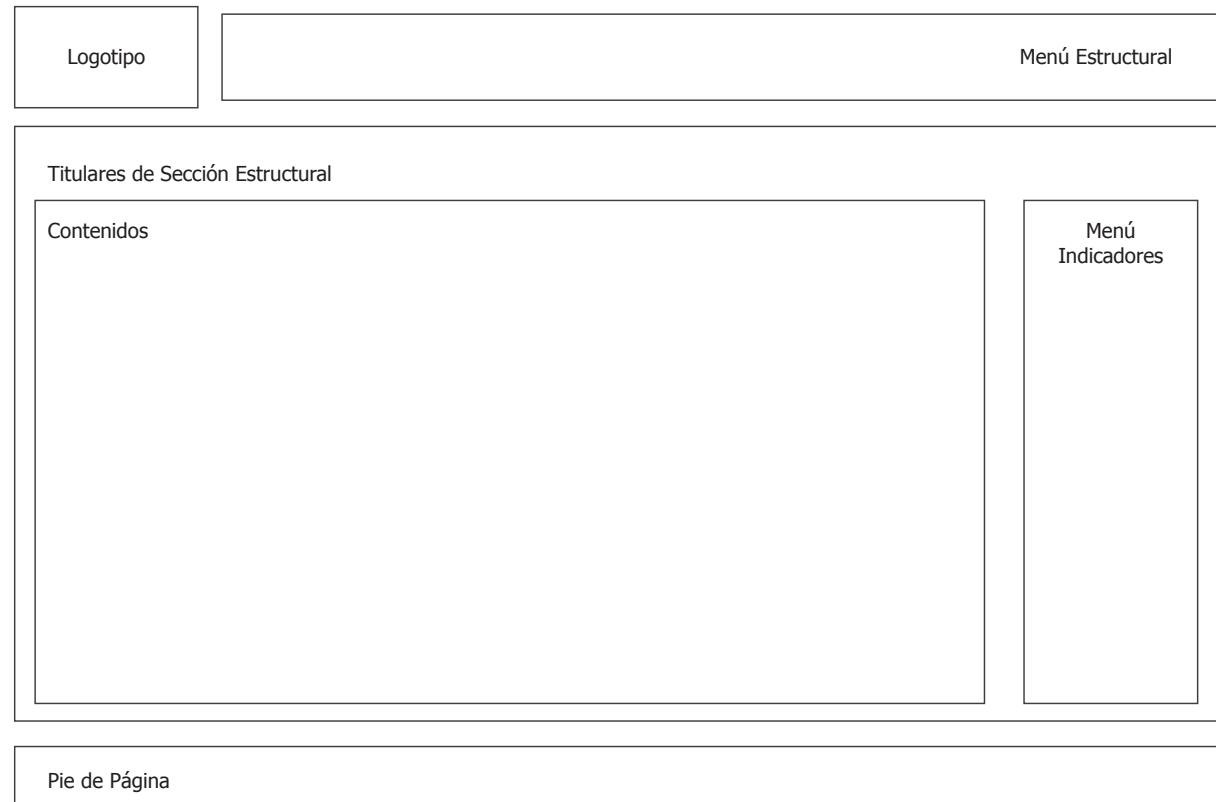 Logotipo
Menú Estructural
Titulares de Sección Estructural
Contenidos
Menú
Indicadores
Pie de Página